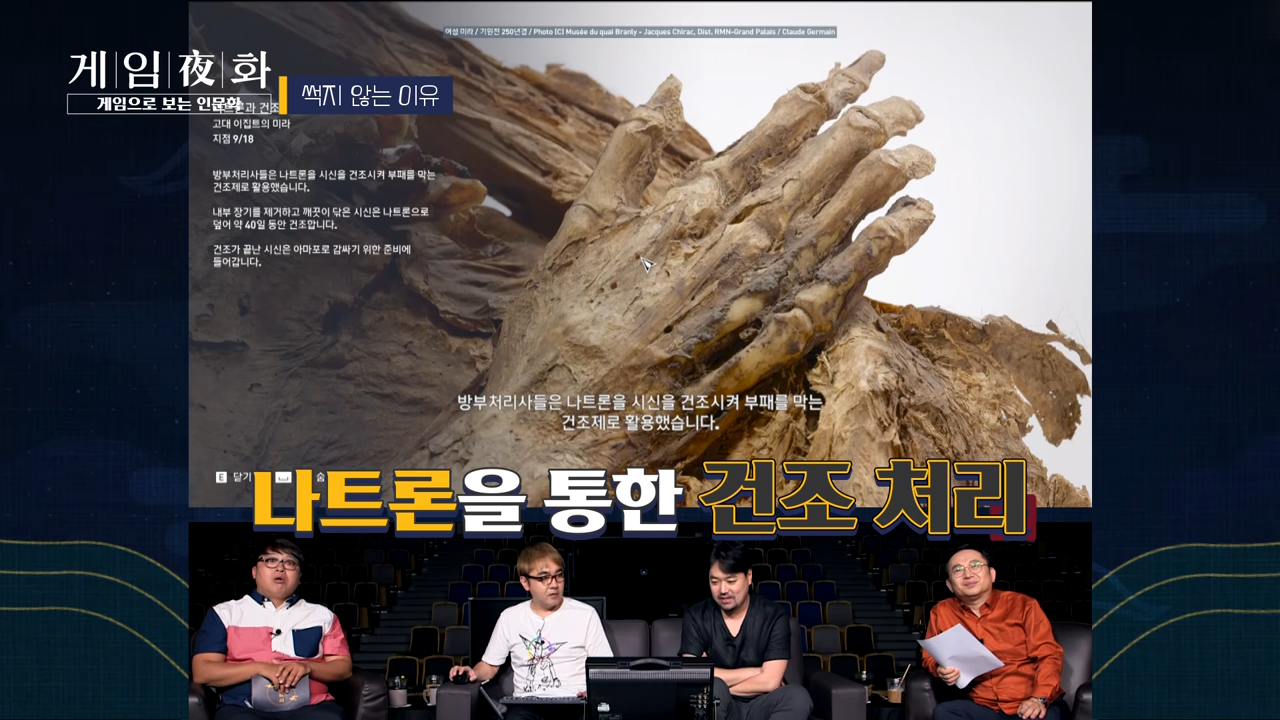 여성 미라 / 기원전 250년경 / Photo (C) Musée du quai Branly - Jacques Chirac, Dist. RMN-Grand Palais / Claude Germain
게임夜화
게임으로 보는 인문학
썩지 않는 이유
고대 이집트의 미라
지점 9/18
방부처리사들은 나트론을 시신을 건조시켜 부패를 막는
건조제로 활용했습니다.
내부 장기를 제거하고 깨끗이 닦은 시신은 나트론으로
덮어 약 40일 동안 건조합니다.
건조가 끝난 시신은 아마포로 감싸기 위한 준비에
들어갑니다.
방부처리사들은 나트론을 시신을 건조시켜 부패를 막는
건조제로 활용했습니다.
E 닫기
나트론을 통한 건조 처리